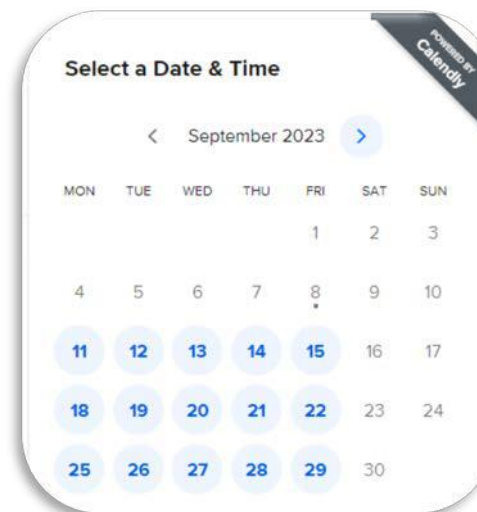 POWERED BY
Calendly
Select a Date & Time
< September 2023 >
MON TUE WED THU FRI SAT SUN
1 2 3
4 5 6 7 8 9 10
11 12 13 14 15 16 17
18 19 20 21 22 23 24
25 26 27 28 29 30